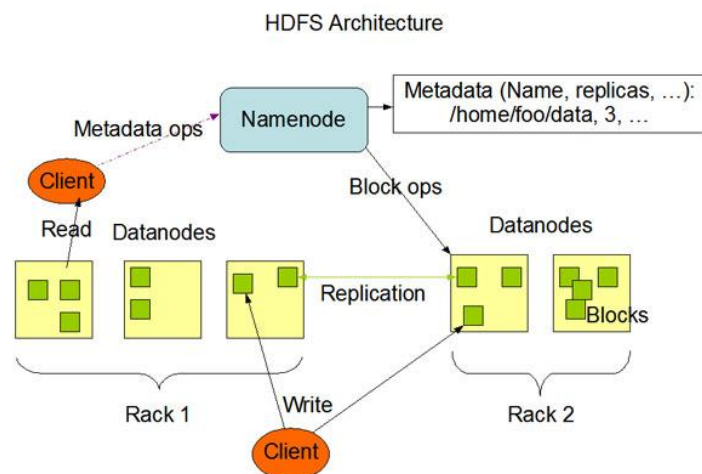 HDFS Architecture
Metadata (Name, replicas, ...):
/home/foo/data, 3, ...
Namenode
Metadata ops
Client
Block ops
Read
Datanodes
Datanodes
Replication
Blocks
Rack 1
Write
Rack 2
Client